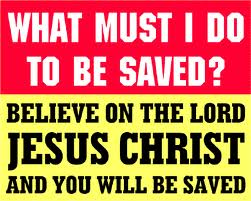 WHAT MUST I DO
TO BE SAVED?
BELIEVE ON THE LORD
JESUS CHRIST
AND YOU WILL BE SAVED